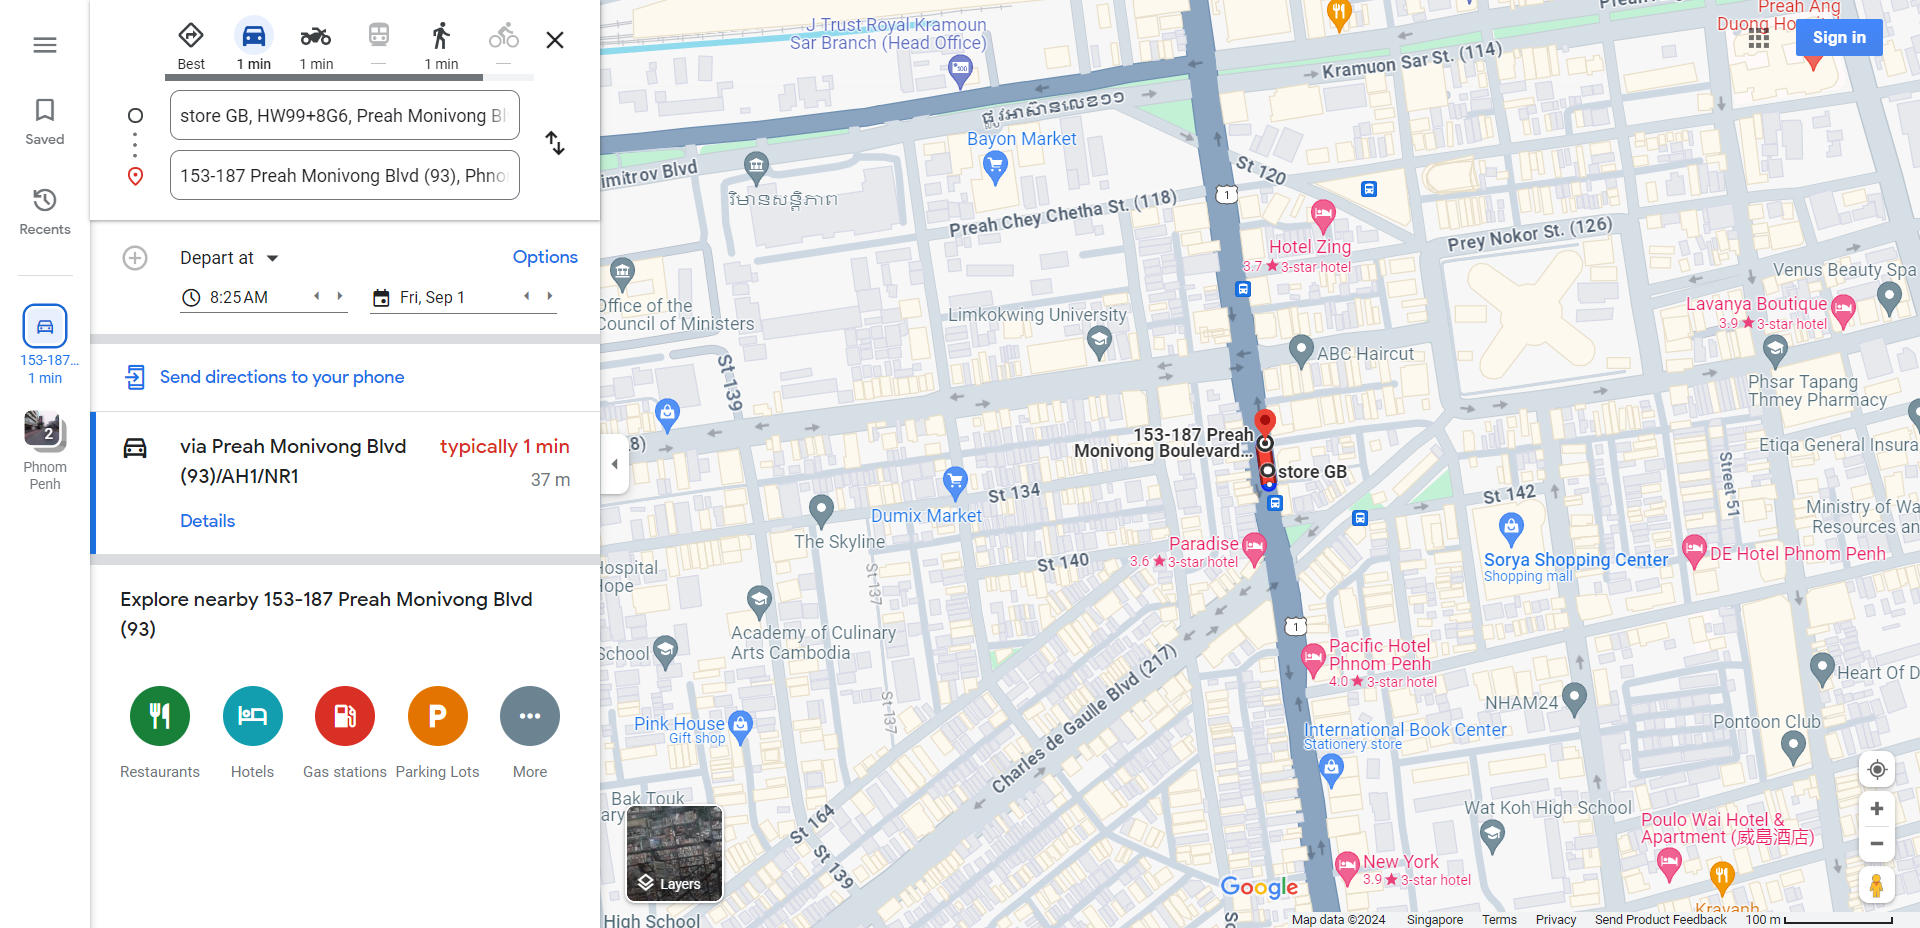 Saved
Recents
153-187...
1 min
2
Phnom
Penh
Best
1 min
1 min
—
1 min
—
store GB, HW99+8G6, Preah Monivong Bl
153-187 Preah Monivong Blvd (93), Phno
Depart at
Options
8:25 AM
Fri, Sep 1
Send directions to your phone
via Preah Monivong Blvd
(93)/AH1/NR1
typically 1 min
37 m
Details
Explore nearby 153-187 Preah Monivong Blvd
(93)
P
Restaurants
Hotels
Gas stations
Parking Lots
More
J Trust Royal Kramoun
Sar Branch (Head Office)
Preah Ang
Duong Ho
Sign in
Kramuon Sar St. (114)
ផ្លូវអាស៊ានលេខ១១
Bayon Market
imitrov Blvd
វិមានសន្តិភាព
St 120
1
Preah Chey Chetha St. (118)
Prey Nokor St. (126)
Hotel Zing
3.7 ★ 3-star hotel
Office of the
Council of Ministers
Venus Beauty Spa
Limkokwing University
Lavanya Boutique
3.9 ★ 3-star hotel
ABC Haircut
St 139
Phsar Tapang
Thmey Pharmacy
8)
153-187 Preah
Monivong Boulevard...
store GB
Etiqa General Insura
Street 51
St 134
St 142
Dumix Market
The Skyline
Ministry of Wa
Resources an
Paradise
3.6 ★ 3-star hotel
Sorya Shopping Center
Shopping mall
DE Hotel Phnom Penh
St 140
St 137
Hospital
Hope
Academy of Culinary
Arts Cambodia
School
1
Pacific Hotel
Phnom Penh
4.0 ★ 3-star hotel
Heart Of D
Charles de Gaulle Blvd (217)
St 137
NHAM24
Pink House
Gift shop
International Book Center
Stationery store
Pontoon Club
Bak Touk
ary
St 164
St 139
Wat Koh High School
Poulo Wai Hotel &
Apartment (威島酒店)
New York
3.9 ★ 3-star hotel
Layers
Google
High School
Kravanh
Map data ©2024
Singapore
Terms
Privacy
Send Product Feedback
100 m